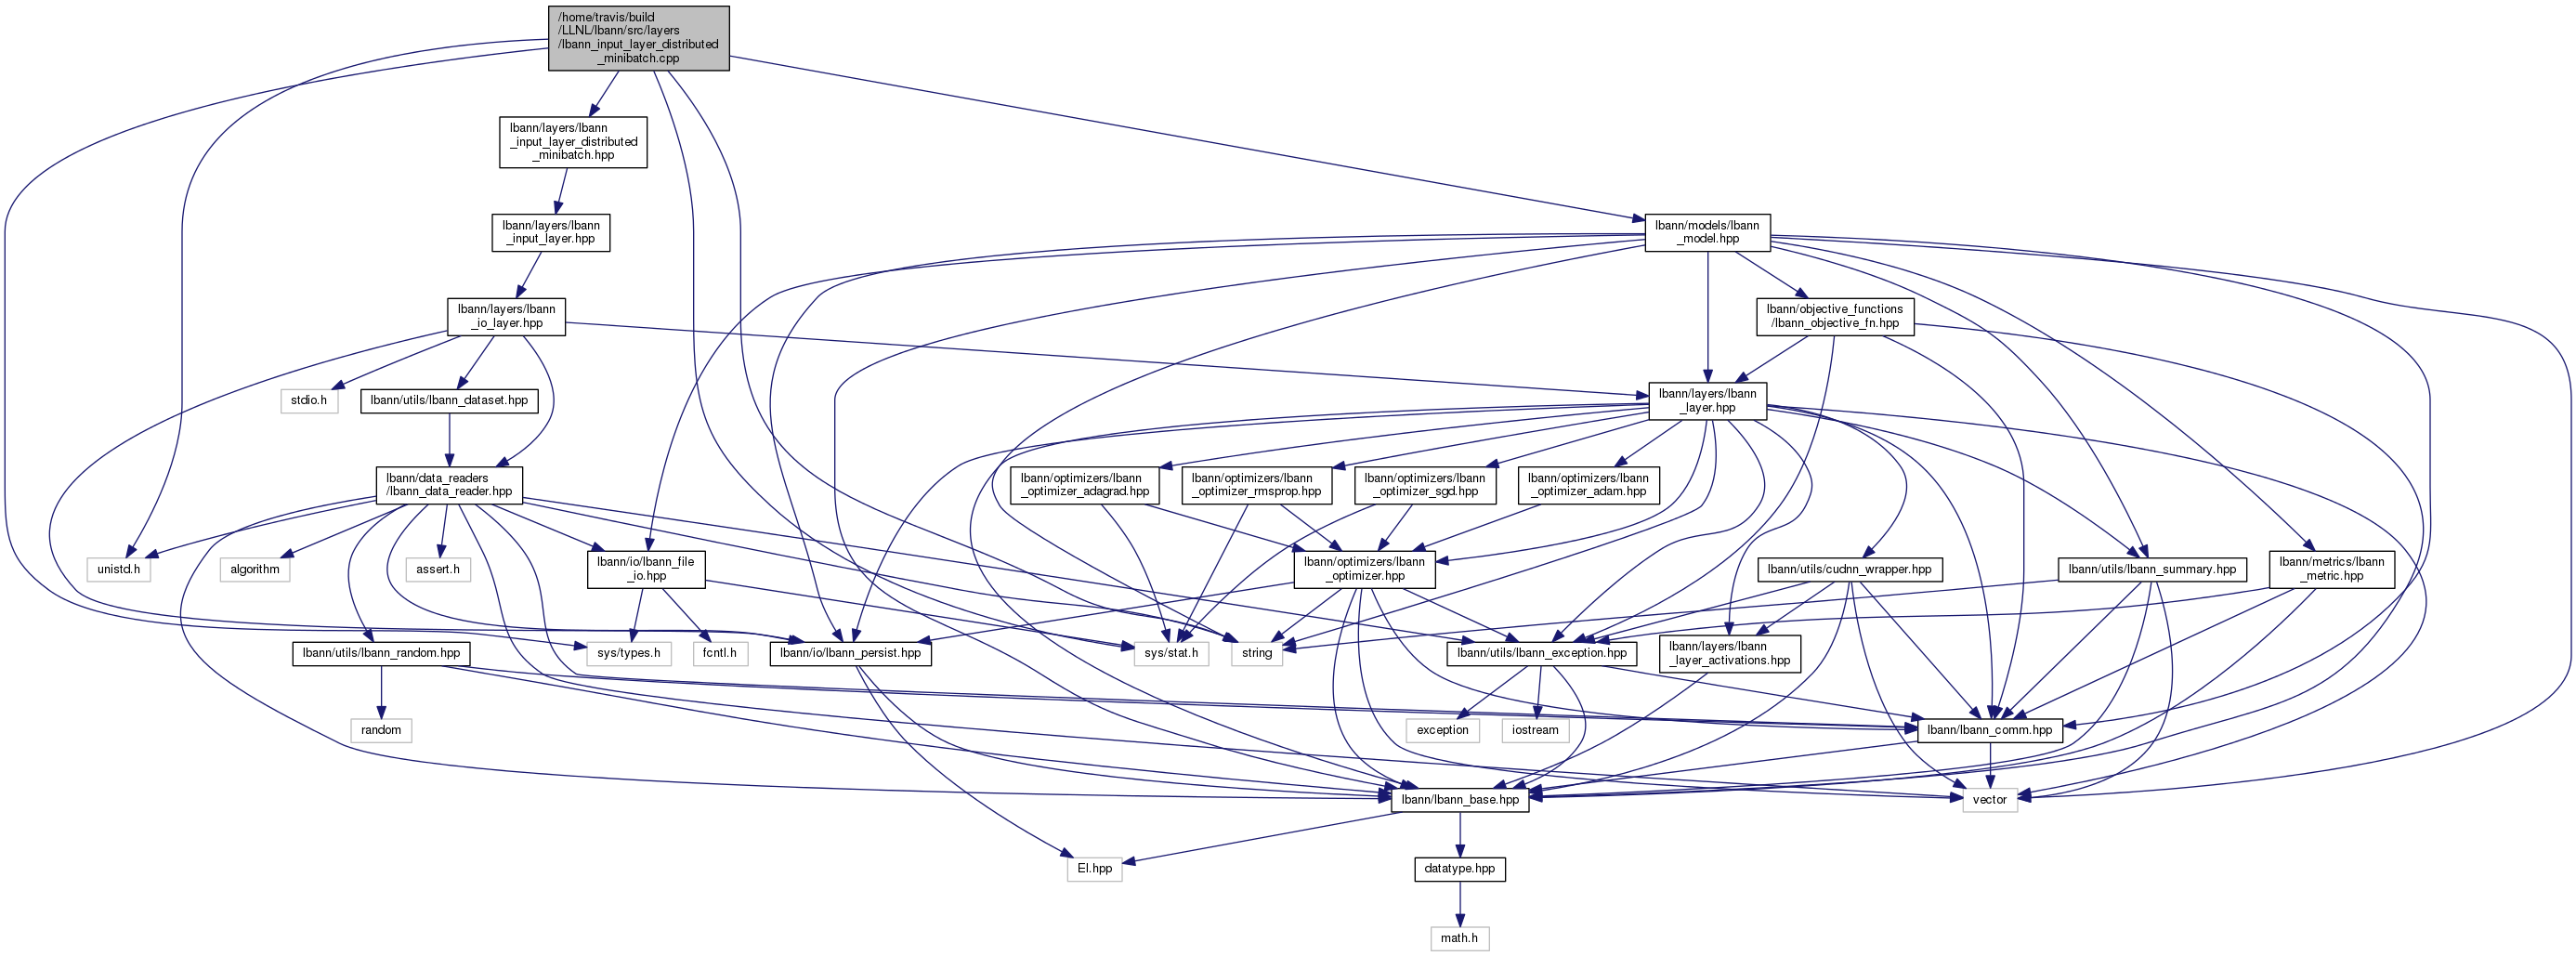 /home/travis/build
/LLNL/lbann/src/layers
/lbann_input_layer_distributed
_minibatch.cpp
lbann/layers/lbann
_input_layer_distributed
_minibatch.hpp
lbann/layers/lbann
_input_layer.hpp
lbann/models/lbann
_model.hpp
lbann/layers/lbann
_io_layer.hpp
lbann/objective_functions
/lbann_objective_fn.hpp
stdio.h
lbann/utils/lbann_dataset.hpp
lbann/layers/lbann
_layer.hpp
lbann/data_readers
/lbann_data_reader.hpp
lbann/optimizers/lbann
_optimizer_adagrad.hpp
lbann/optimizers/lbann
_optimizer_rmsprop.hpp
lbann/optimizers/lbann
_optimizer_sgd.hpp
lbann/optimizers/lbann
_optimizer_adam.hpp
unistd.h
algorithm
assert.h
lbann/io/lbann_file
_io.hpp
lbann/optimizers/lbann
_optimizer.hpp
lbann/utils/cudnn_wrapper.hpp
lbann/utils/lbann_summary.hpp
lbann/metrics/lbann
_metric.hpp
lbann/utils/lbann_random.hpp
sys/types.h
fcntl.h
lbann/io/lbann_persist.hpp
sys/stat.h
string
lbann/utils/lbann_exception.hpp
lbann/layers/lbann
_layer_activations.hpp
random
exception
iostream
lbann/lbann_comm.hpp
lbann/lbann_base.hpp
vector
El.hpp
datatype.hpp
math.h